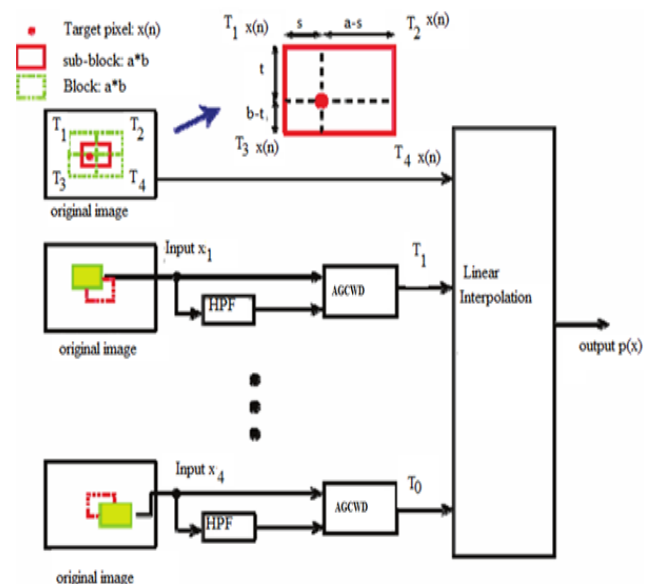 Target pixel: x(n)
sub-block: a*b
Block: a*b
T1 x(n)
s
a-s
T2 x(n)
t
b-t
T3 x(n)
T4 x(n)
T1
T2
T3
T4
original image
Input x1
HPF
AGCWD
T1
original image
Linear
Interpolation
output p(x)
Input x4
HPF
AGCWD
T0
original image